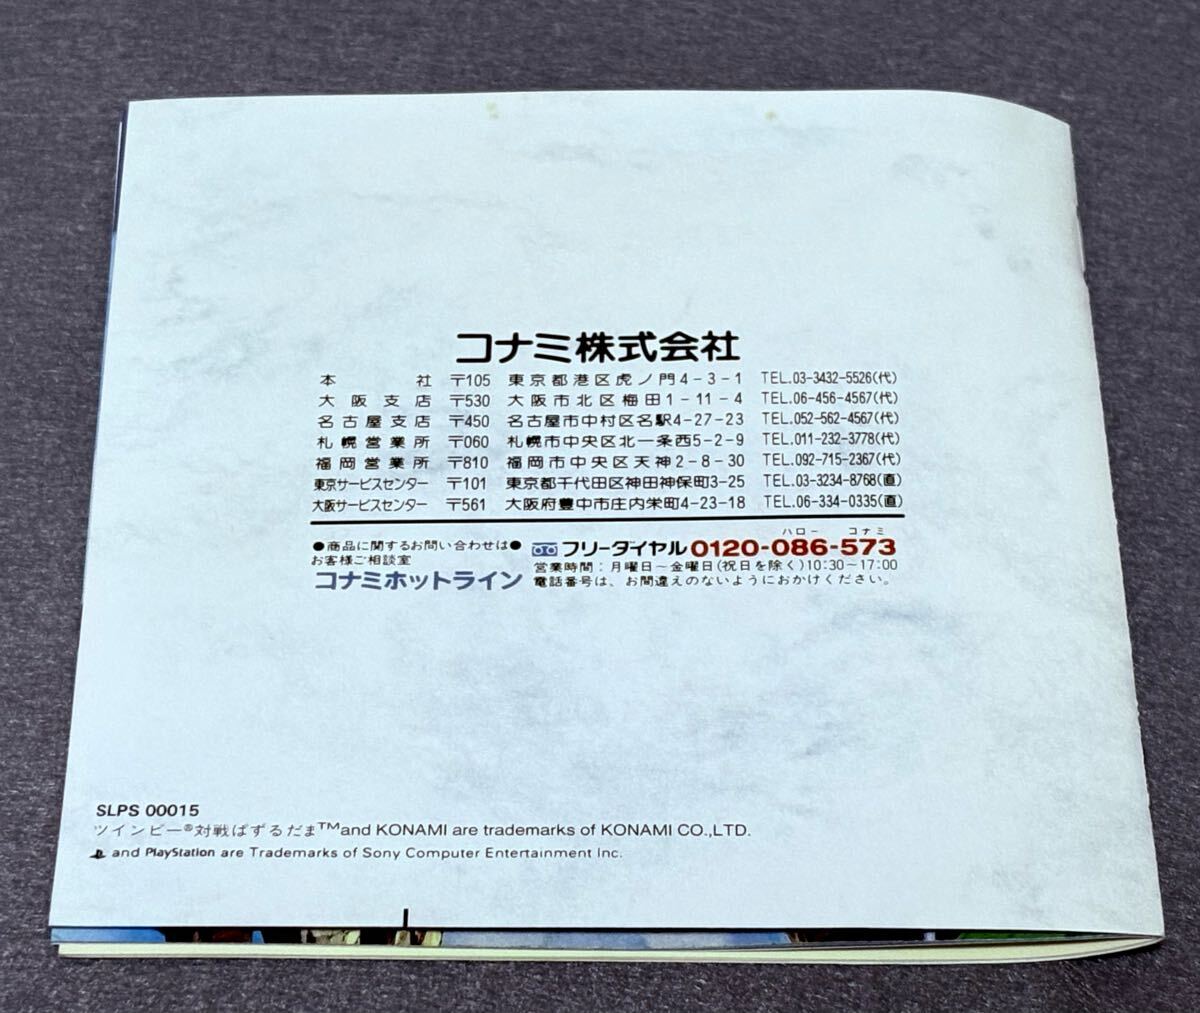 コナミ株式会社
本社 〒105 東京都港区虎ノ門4-3-1 TEL.03-3432-5526(代)
大阪支店 〒530 大阪市北区梅田1-11-4 TEL.06-456-4567(代)
名古屋支店 〒450 名古屋市中村区名駅4-27-23 TEL.052-562-4567(代)
札幌営業所 〒060 札幌市中央区北一条西5-2-9 TEL.011-232-3778(代)
福岡営業所 〒810 福岡市中央区天神2-8-30 TEL.092-715-2367(代)
東京サービスセンター 〒101 東京都千代田区神田神保町3-25 TEL.03-3234-8768(直)
大阪サービスセンター 〒561 大阪府豊中市庄内栄町4-23-18 TEL.06-334-0335(直)
●商品に関するお問い合わせは●
お客様ご相談室
コナミホットライン
ハロー コナミ
フリーダイヤル 0120-086-573
営業時間：月曜日～金曜日(祝日を除く)10:30～17:00
電話番号は、お間違えのないようにおかけください。
SLPS 00015
ツインビー®対戦ぱずるだま™and KONAMI are trademarks of KONAMI CO.,LTD.
and PlayStation are Trademarks of Sony Computer Entertainment Inc.